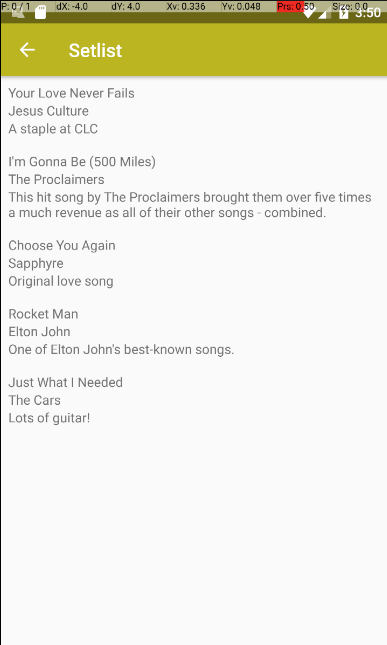 P: 0 / 1 dX: -4.0 dY: 4.0 Xv: 0.336 Yv: 0.048 Prs: 0.50 Size: 0.0
3:50
Setlist
Your Love Never Fails
Jesus Culture
A staple at CLC
I'm Gonna Be (500 Miles)
The Proclaimers
This hit song by The Proclaimers brought them over five times
a much revenue as all of their other songs - combined.
Choose You Again
Sapphyre
Original love song
Rocket Man
Elton John
One of Elton John's best-known songs.
Just What I Needed
The Cars
Lots of guitar!